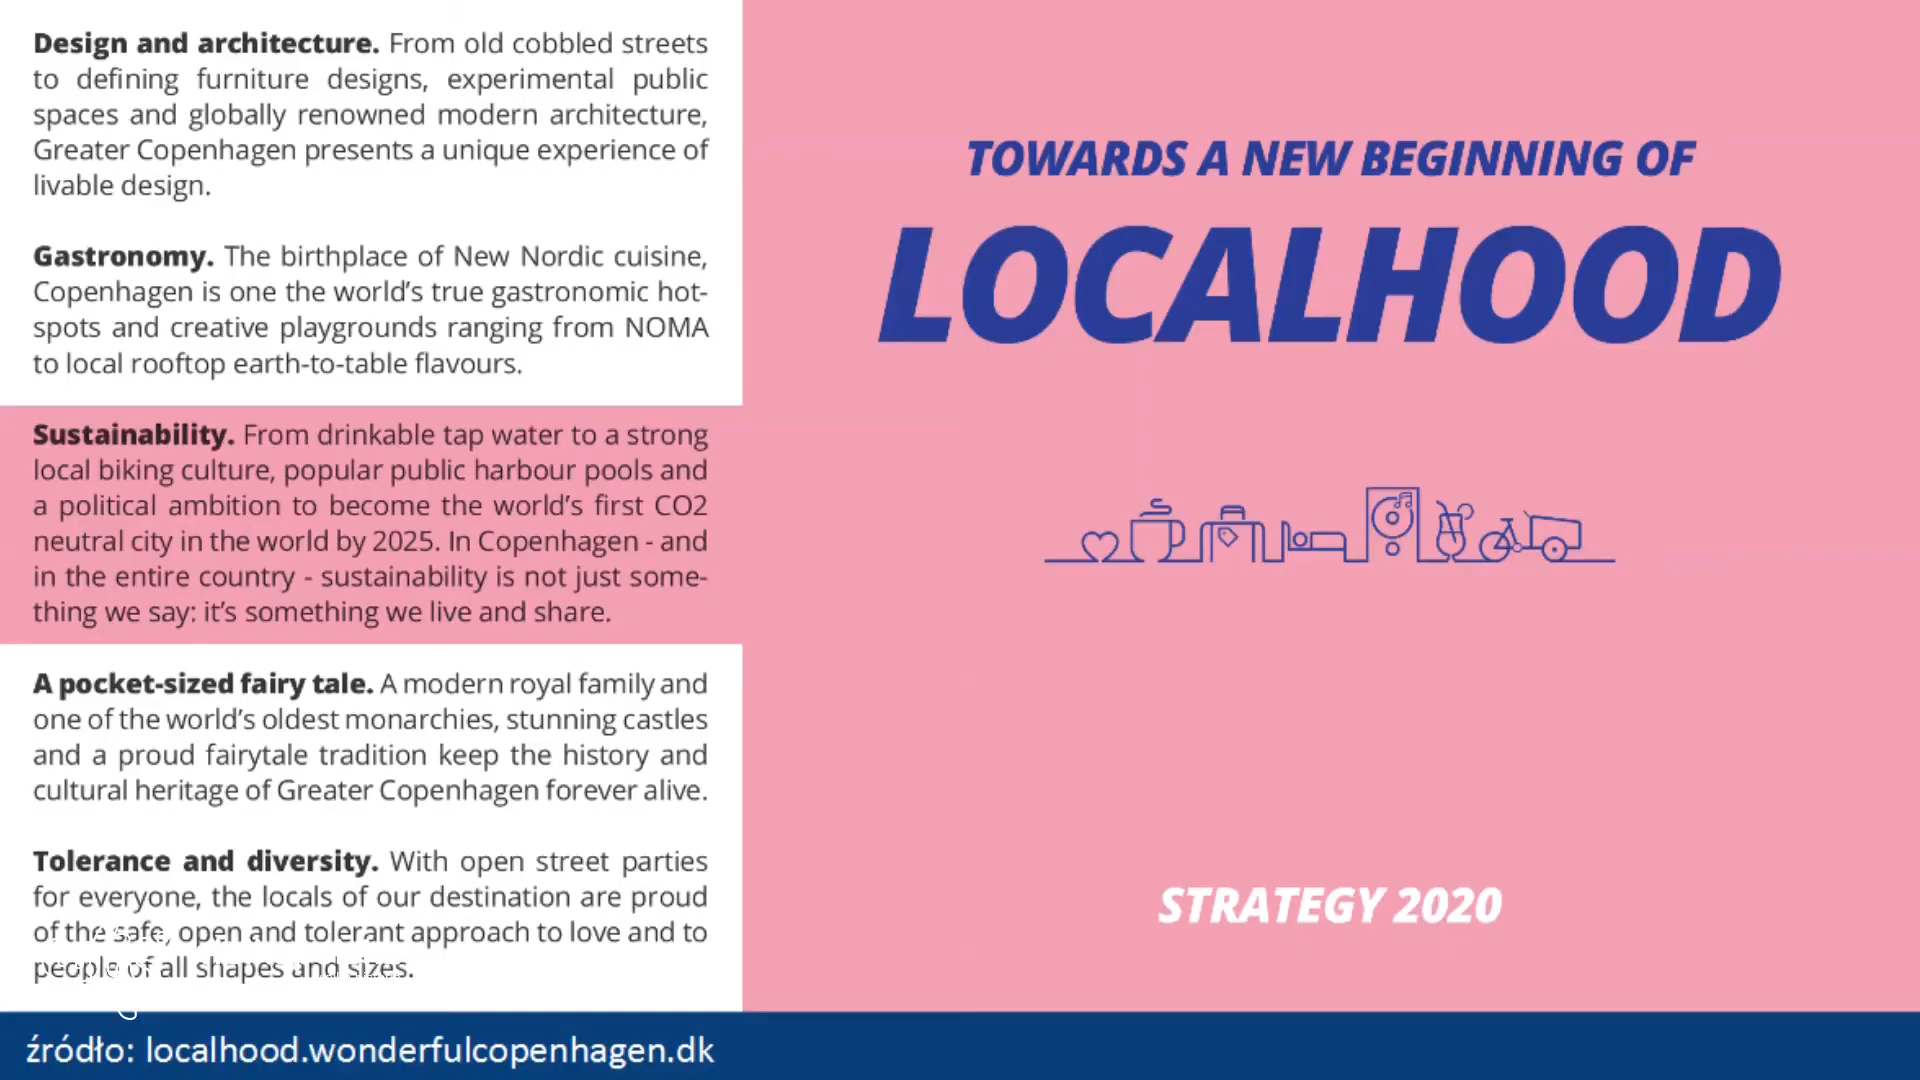 Design and architecture. From old cobbled streets
to defining furniture designs, experimental public
spaces and globally renowned modern architecture,
Greater Copenhagen presents a unique experience of
livable design.
Gastronomy. The birthplace of New Nordic cuisine,
Copenhagen is one the world's true gastronomic hot-
spots and creative playgrounds ranging from NOMA
to local rooftop earth-to-table flavours.
Sustainability. From drinkable tap water to a strong
local biking culture, popular public harbour pools and
a political ambition to become the world's first CO2
neutral city in the world by 2025. In Copenhagen - and
in the entire country - sustainability is not just some-
thing we say: it's something we live and share.
A pocket-sized fairy tale. A modern royal family and
one of the world's oldest monarchies, stunning castles
and a proud fairytale tradition keep the history and
cultural heritage of Greater Copenhagen forever alive.
Tolerance and diversity. With open street parties
for everyone, the locals of our destination are proud
of the safe, open and tolerant approach to love and to
people of all shapes and sizes.
TOWARDS A NEW BEGINNING OF
LOCALHOOD
STRATEGY 2020
źródło: localhood.wonderfulcopenhagen.dk